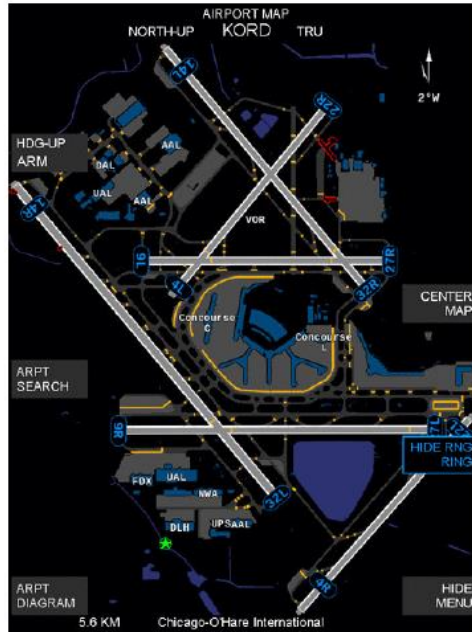 AIRPORT MAP
NORTH-UP KORD TRU
14L
22R
2°W
HDG-UP
ARM
AAL
DAL
UAL
AAL
14R
VOR
9L
27R
4L
32R
CENTER
MAP
Concourse
C
Concourse
L
ARPT
SEARCH
9R
HIDE RNG
RING
FDX
UAL
NWA
32L
DLH
UPS
AAL
4R
ARPT
DIAGRAM
HIDE
MENU
5.6 KM Chicago-O'Hare International